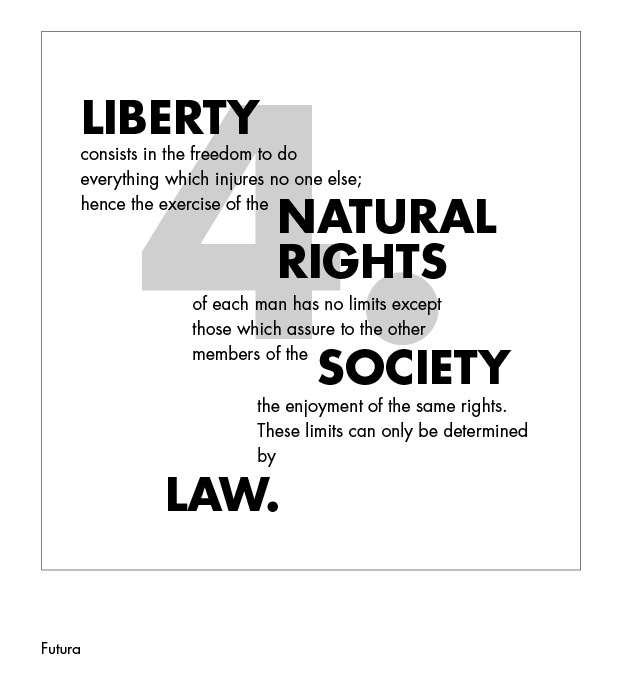 4.
LIBERTY
consists in the freedom to do
everything which injures no one else;
hence the exercise of the NATURAL
RIGHTS
of each man has no limits except
those which assure to the other
members of the SOCIETY
the enjoyment of the same rights.
These limits can only be determined
by
LAW.
Futura